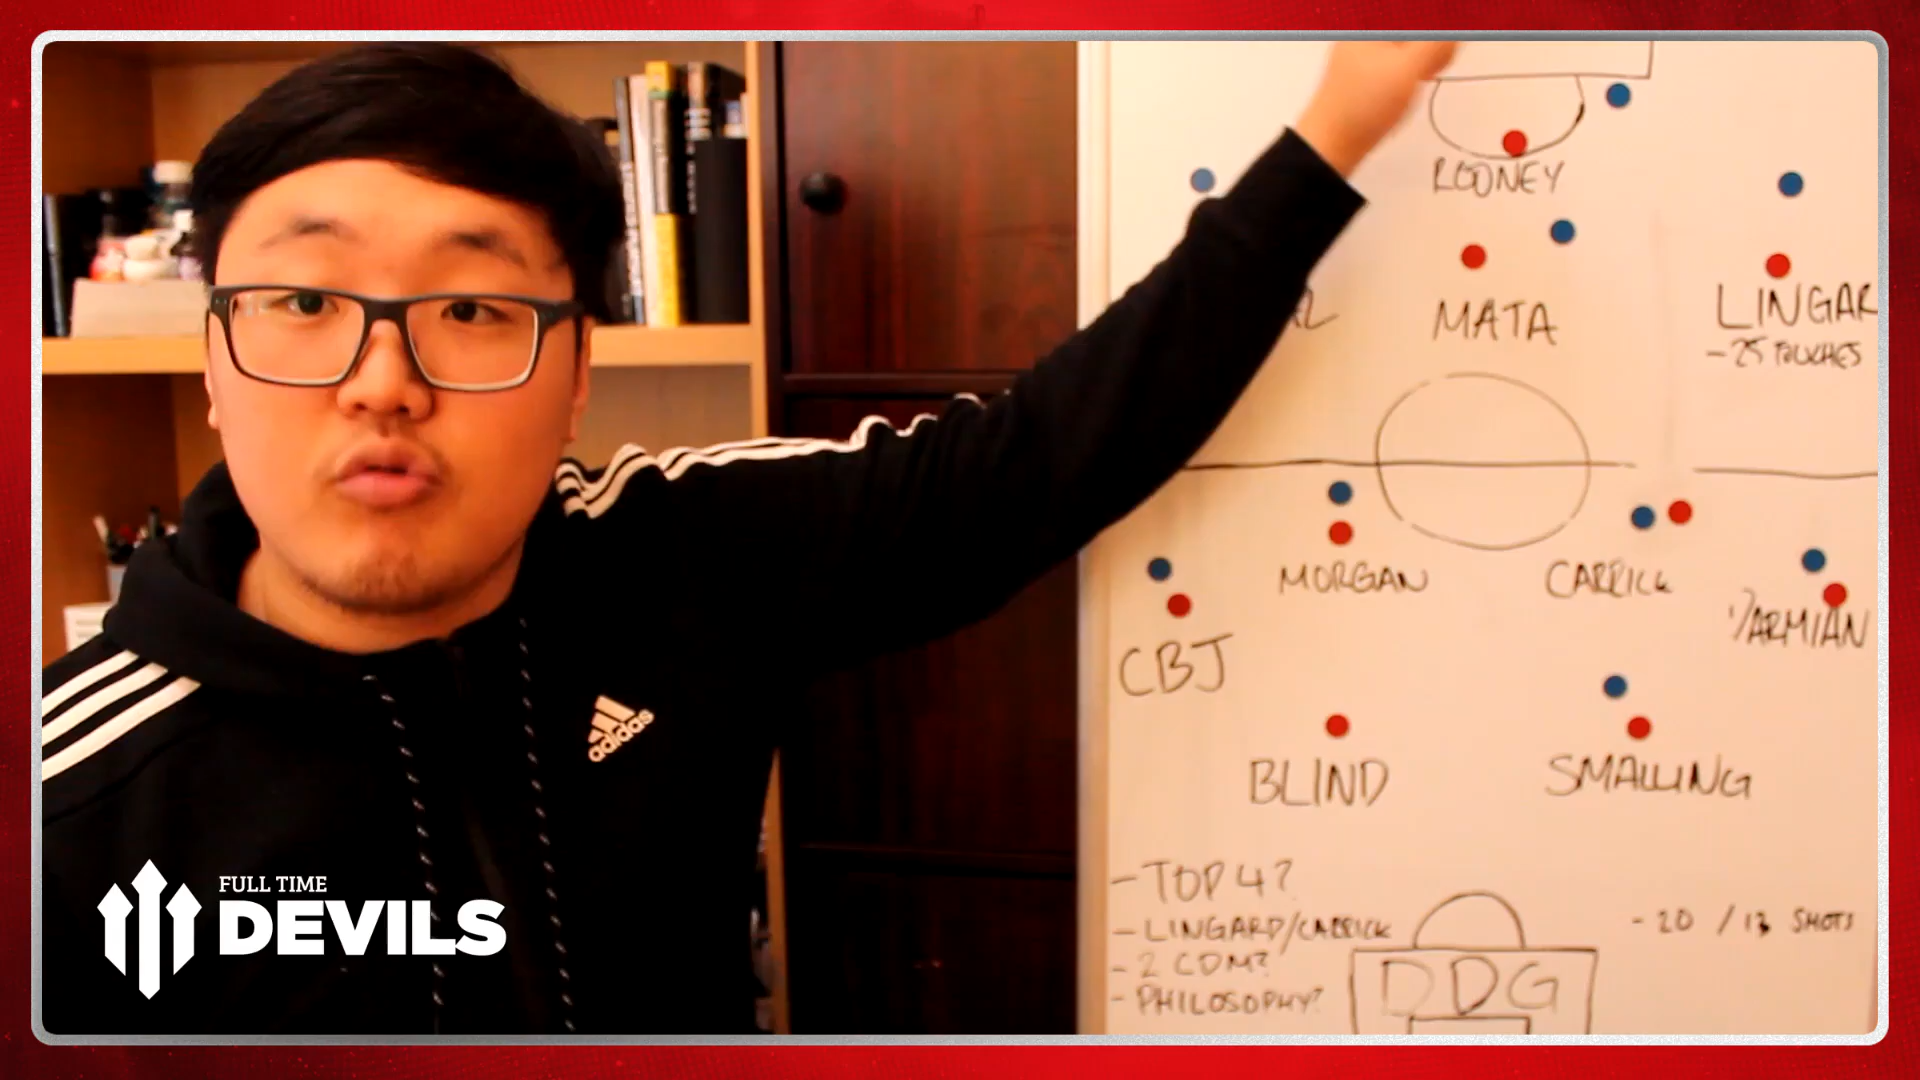 ROONEY
MATA
LINGAR
- 25 TOUCHES
MORGAN
CARRICK
DARMIAN
CBJ
BLIND
SMALLING
- TOP 4?
- LINGARD/CARRICK
- 2 CDM?
- PHILOSOPHY?
- 20 / 13 SHOTS
DDG
adidas
FULL TIME
DEVILS